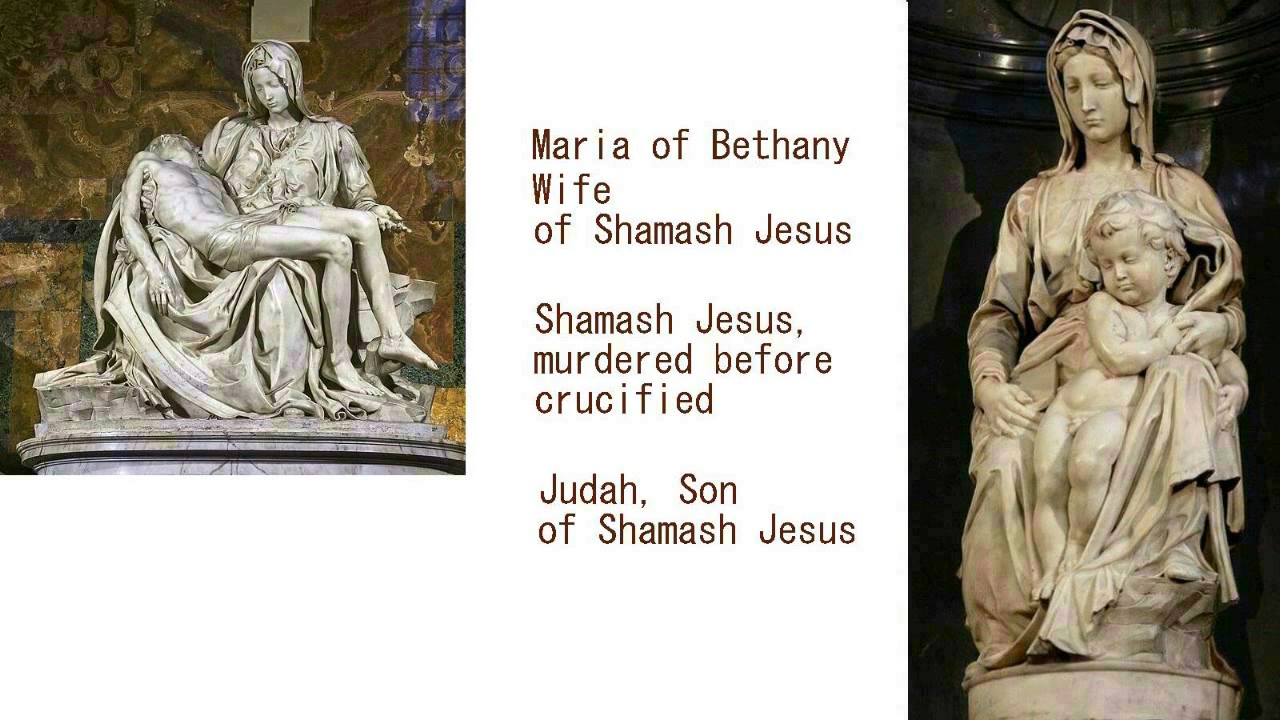 Maria of Bethany
Wife
of Shamash Jesus
Shamash Jesus,
murdered before
crucified
Judah, Son
of Shamash Jesus